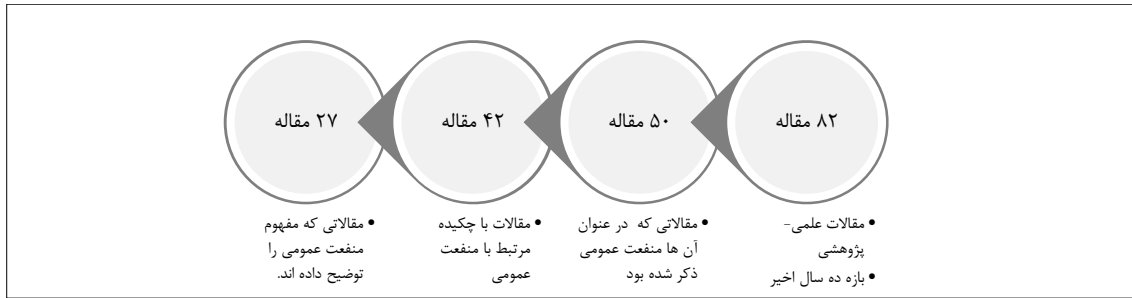 ۸۲ مقاله
۵۰ مقاله
۴۲ مقاله
۲۷ مقاله
• مقالات علمی-
پژوهشی
• بازه ده سال اخیر
• مقالاتی که در عنوان
آن ها منفعت عمومی
ذکر شده بود
• مقالات با چکیده
مرتبط با منفعت
عمومی
• مقالاتی که مفهوم
منفعت عمومی را
توضیح داده اند.